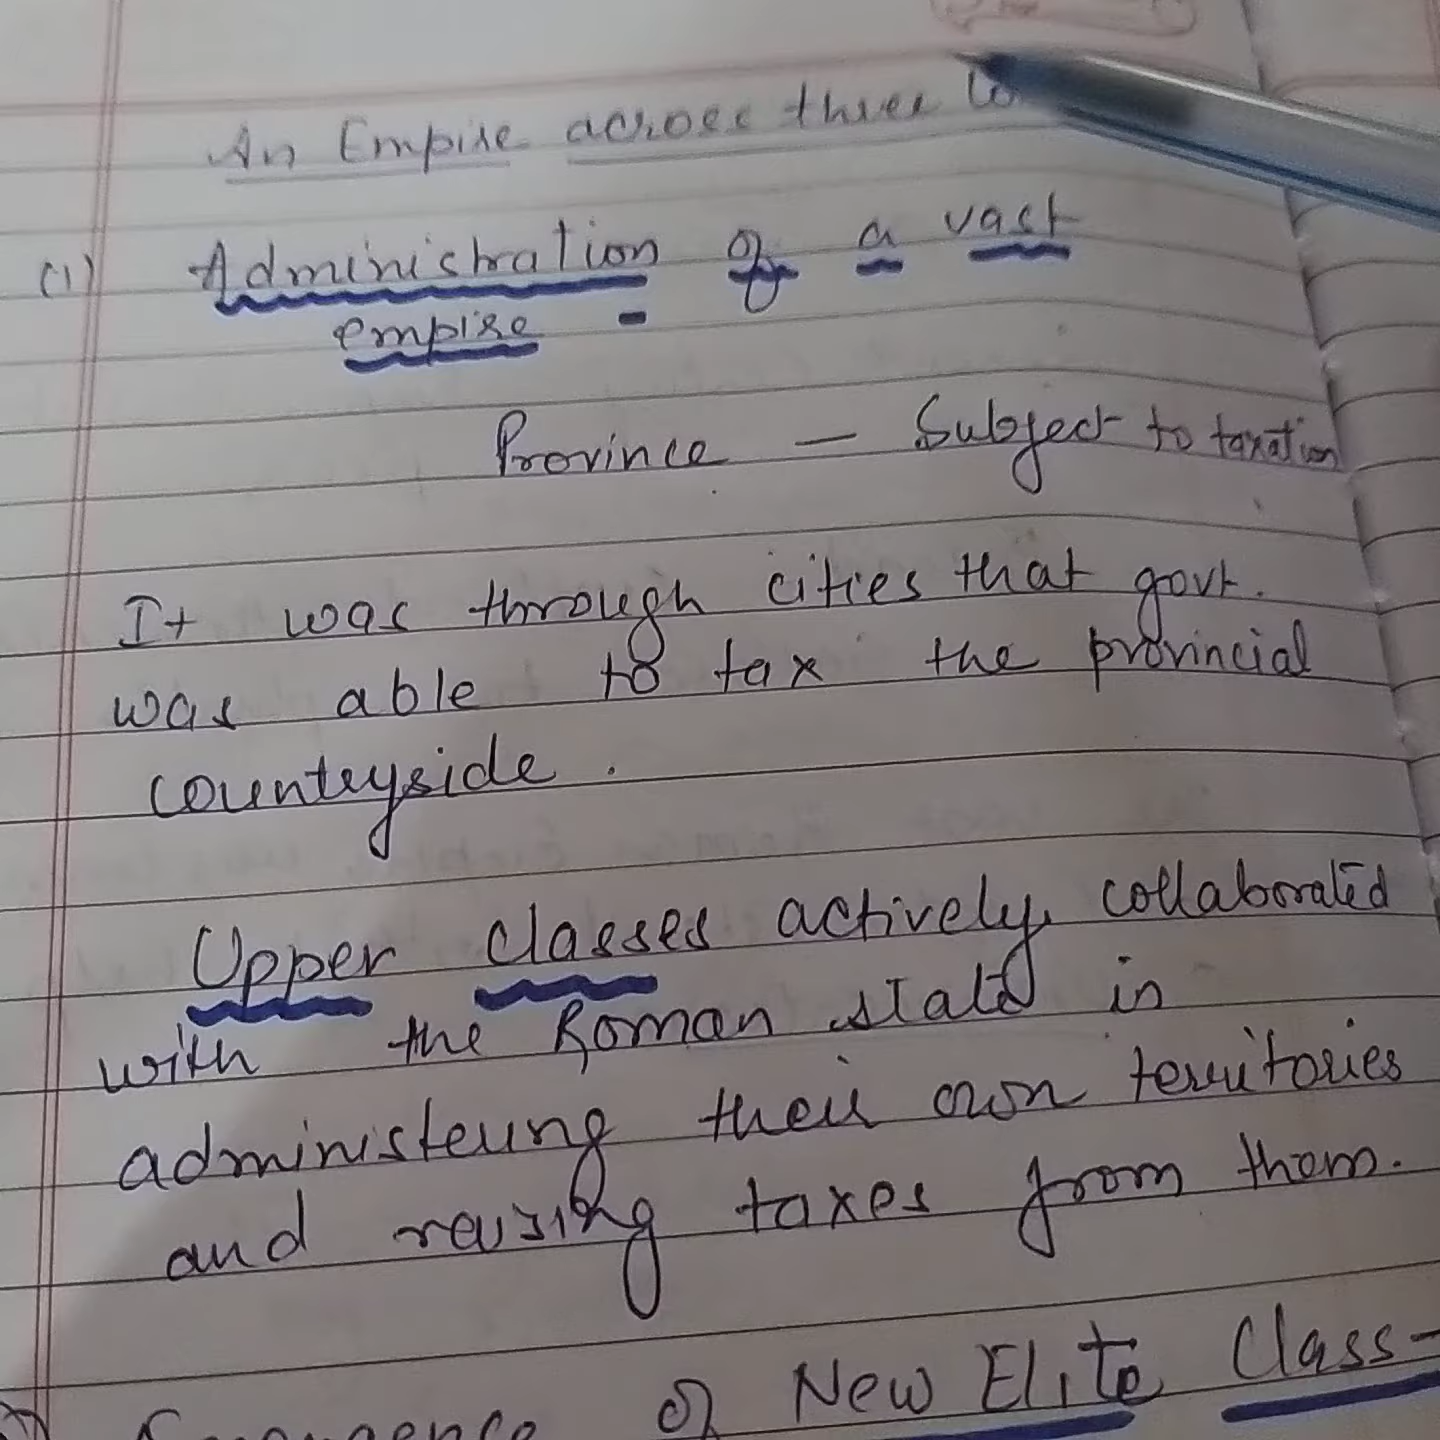 An Empire across three
(1) Administration of a vast
empire -
Province - Subject to taxation
It was through cities that govt.
was able to tax the provincial
countryside.
Upper classes actively collaborated
with the Roman state in
administering their own territories
and raising taxes from them.
of New Elite Class-